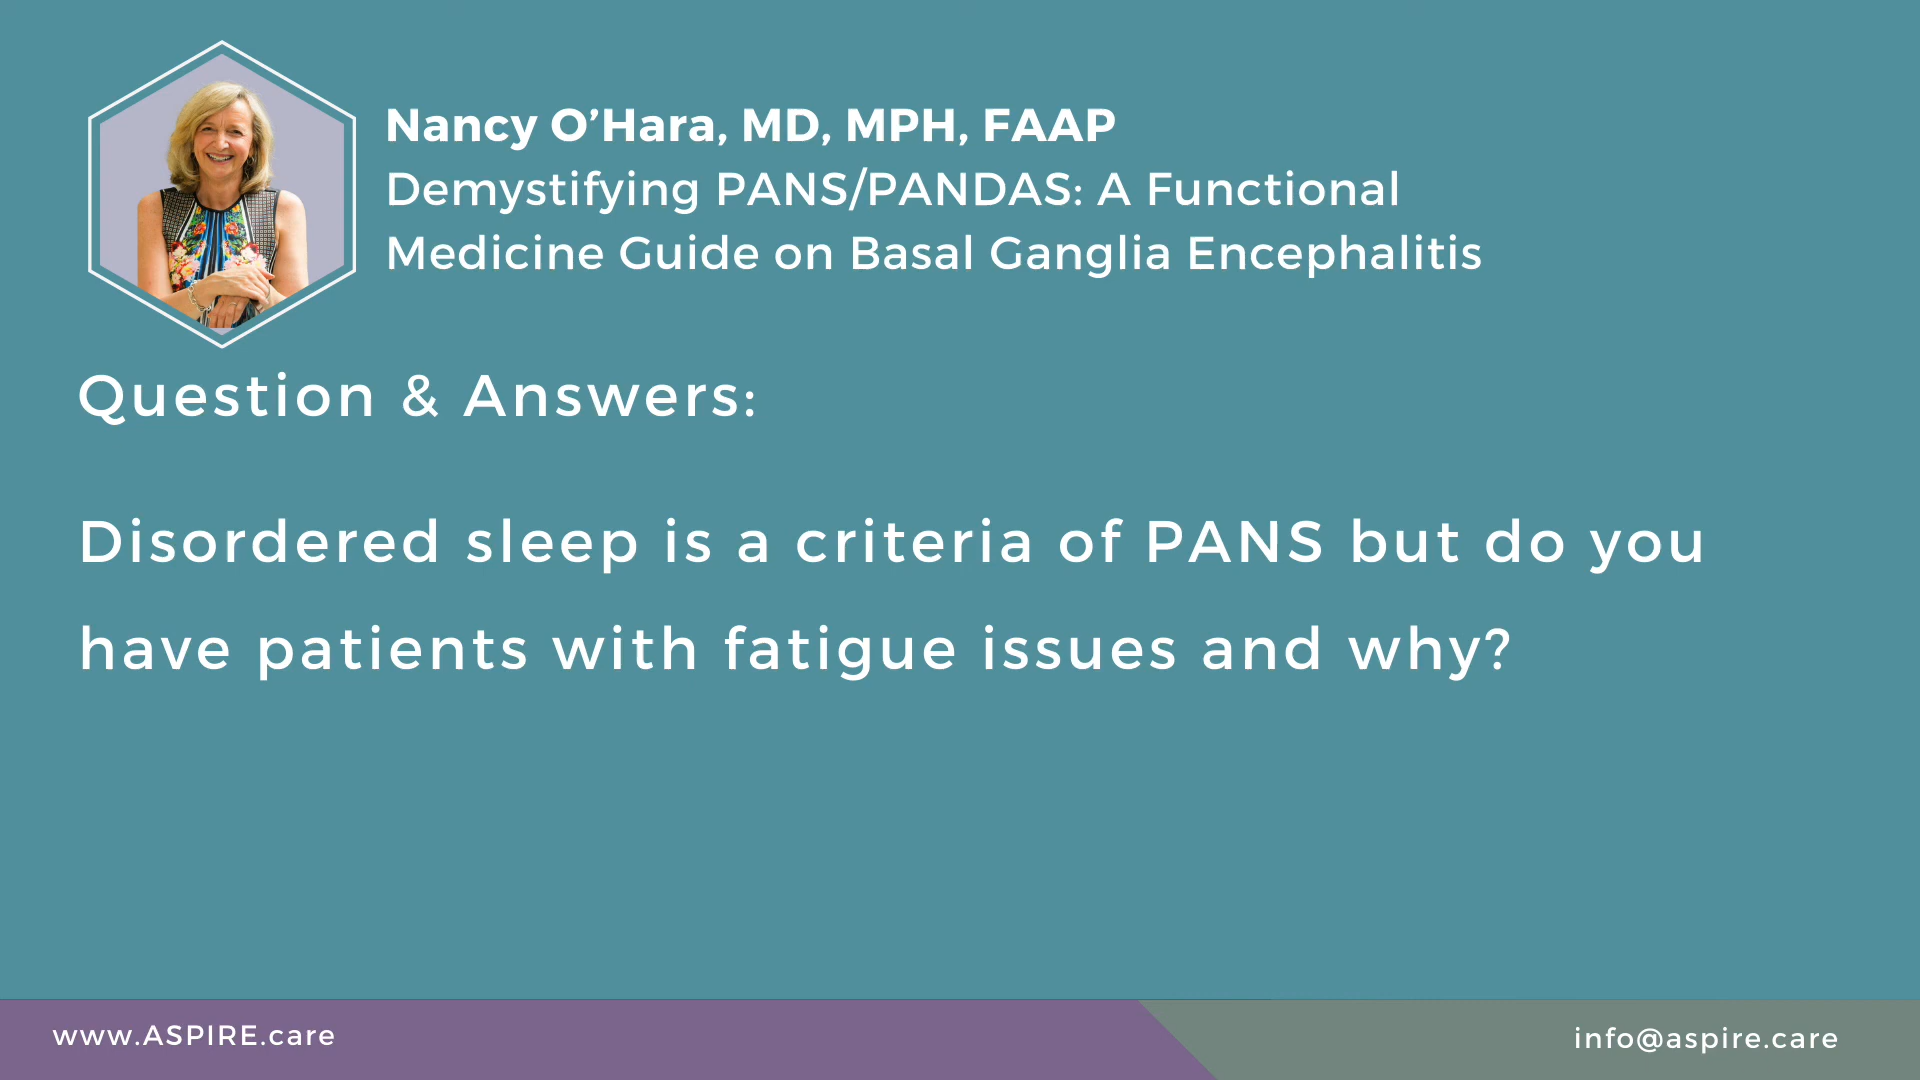 Nancy O’Hara, MD, MPH, FAAP
Demystifying PANS/PANDAS: A Functional
Medicine Guide on Basal Ganglia Encephalitis
Question & Answers:
Disordered sleep is a criteria of PANS but do you
have patients with fatigue issues and why?
www.ASPIRE.care
info@aspire.care